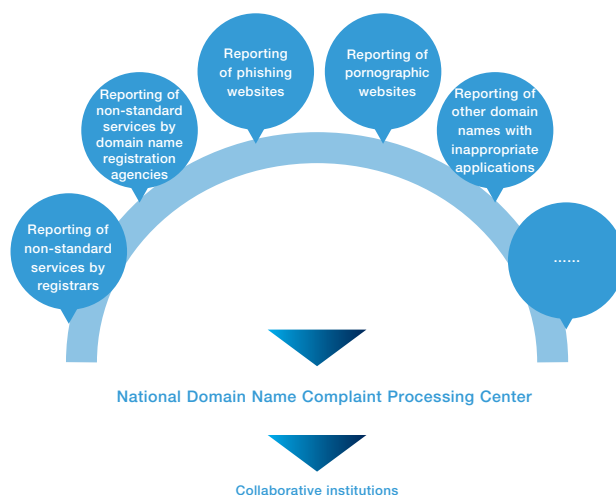 Reporting
of phishing
websites
Reporting of
pornographic
websites
Reporting of
non-standard
services by
domain name
registration
agencies
Reporting of
other domain
names with
inappropriate
applications
Reporting of
non-standard
services by
registrars
......
National Domain Name Complaint Processing Center
Collaborative institutions